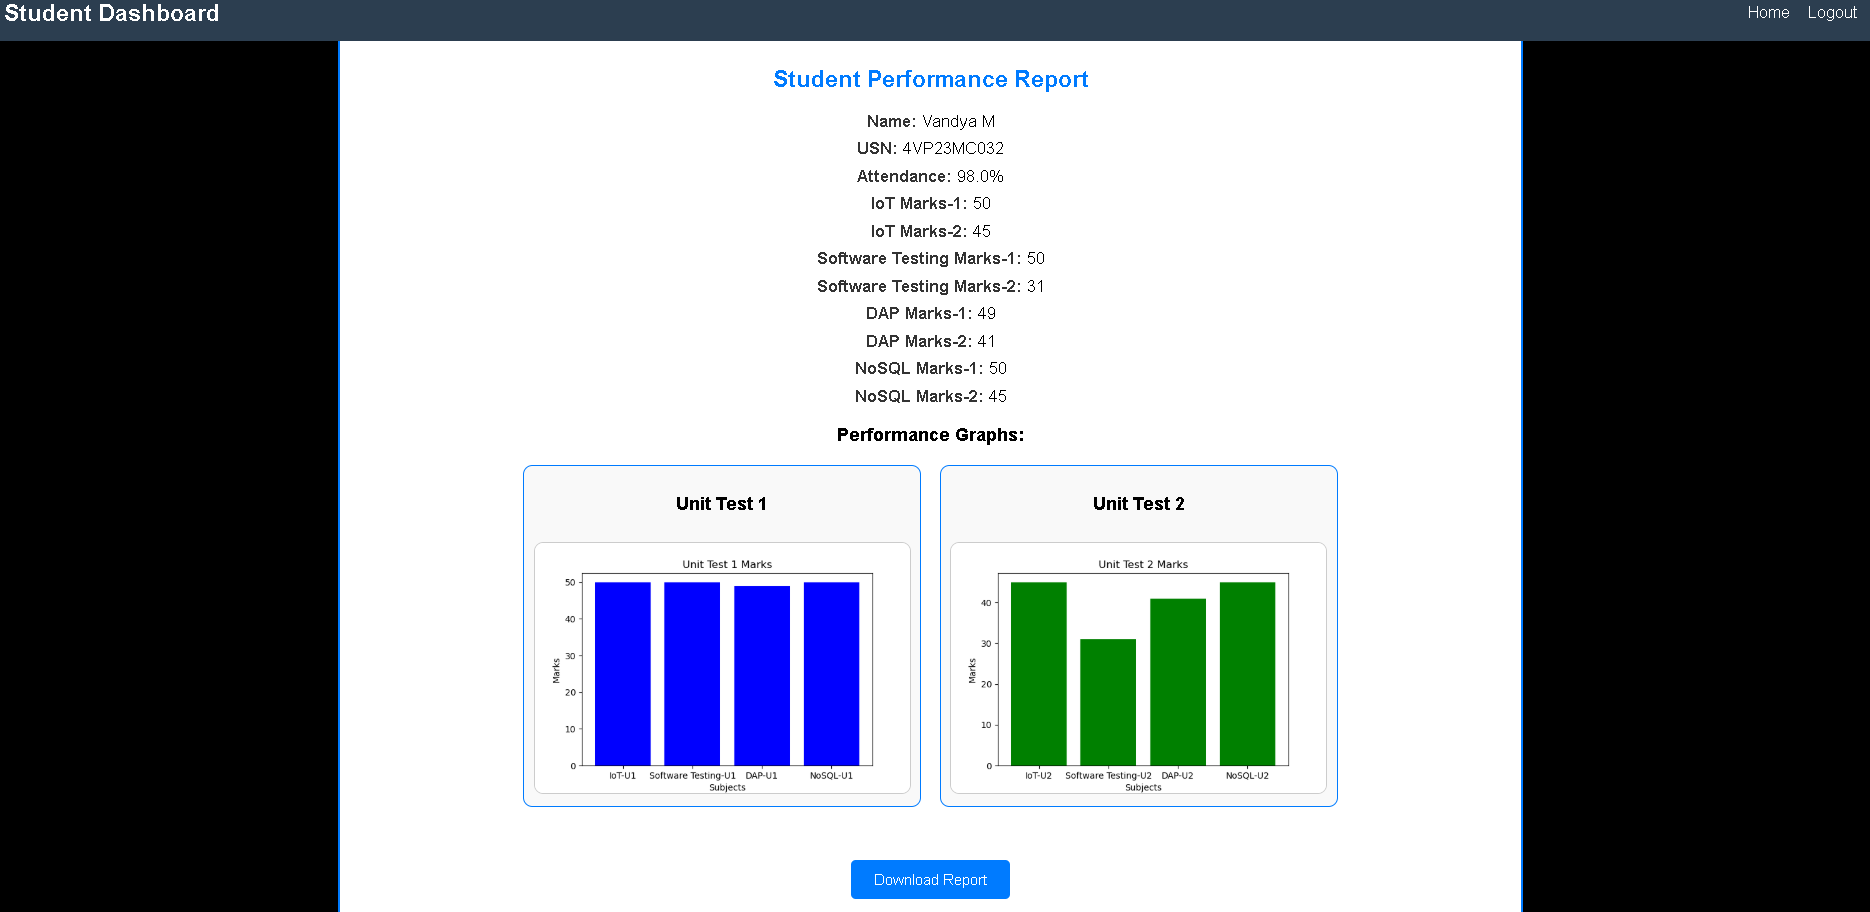 Student Dashboard
Home Logout
Student Performance Report
Name: Vandya M
USN: 4VP23MC032
Attendance: 98.0%
IoT Marks-1: 50
IoT Marks-2: 45
Software Testing Marks-1: 50
Software Testing Marks-2: 31
DAP Marks-1: 49
DAP Marks-2: 41
NoSQL Marks-1: 50
NoSQL Marks-2: 45
Performance Graphs:
Unit Test 1
Unit Test 1 Marks
50
40
30
20
10
0
Marks
IoT-U1 Software Testing-U1 DAP-U1 NoSQL-U1
Subjects
Unit Test 2
Unit Test 2 Marks
40
30
20
10
0
Marks
IoT-U2 Software Testing-U2 DAP-U2 NoSQL-U2
Subjects
Download Report